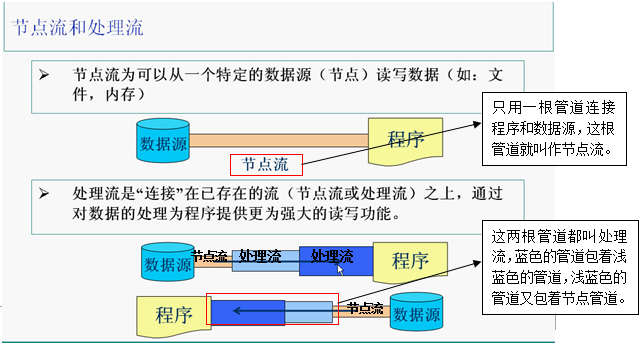 节点流和处理流
节点流为可以从一个特定的数据源（节点）读写数据（如：文
件，内存）
只用一根管道连接
程序和数据源，这根
管道就叫作节点流。
数据源
程序
节点流
处理流是“连接”在已存在的流（节点流或处理流）之上，通过
对数据的处理为程序提供更为强大的读写功能。
这两根管道都叫处理
流，蓝色的管道包着浅
蓝色的管道，浅蓝色的
管道又包着节点管道。
数据源
节点流
处理流
处理流
程序
程序
节点流
数据源